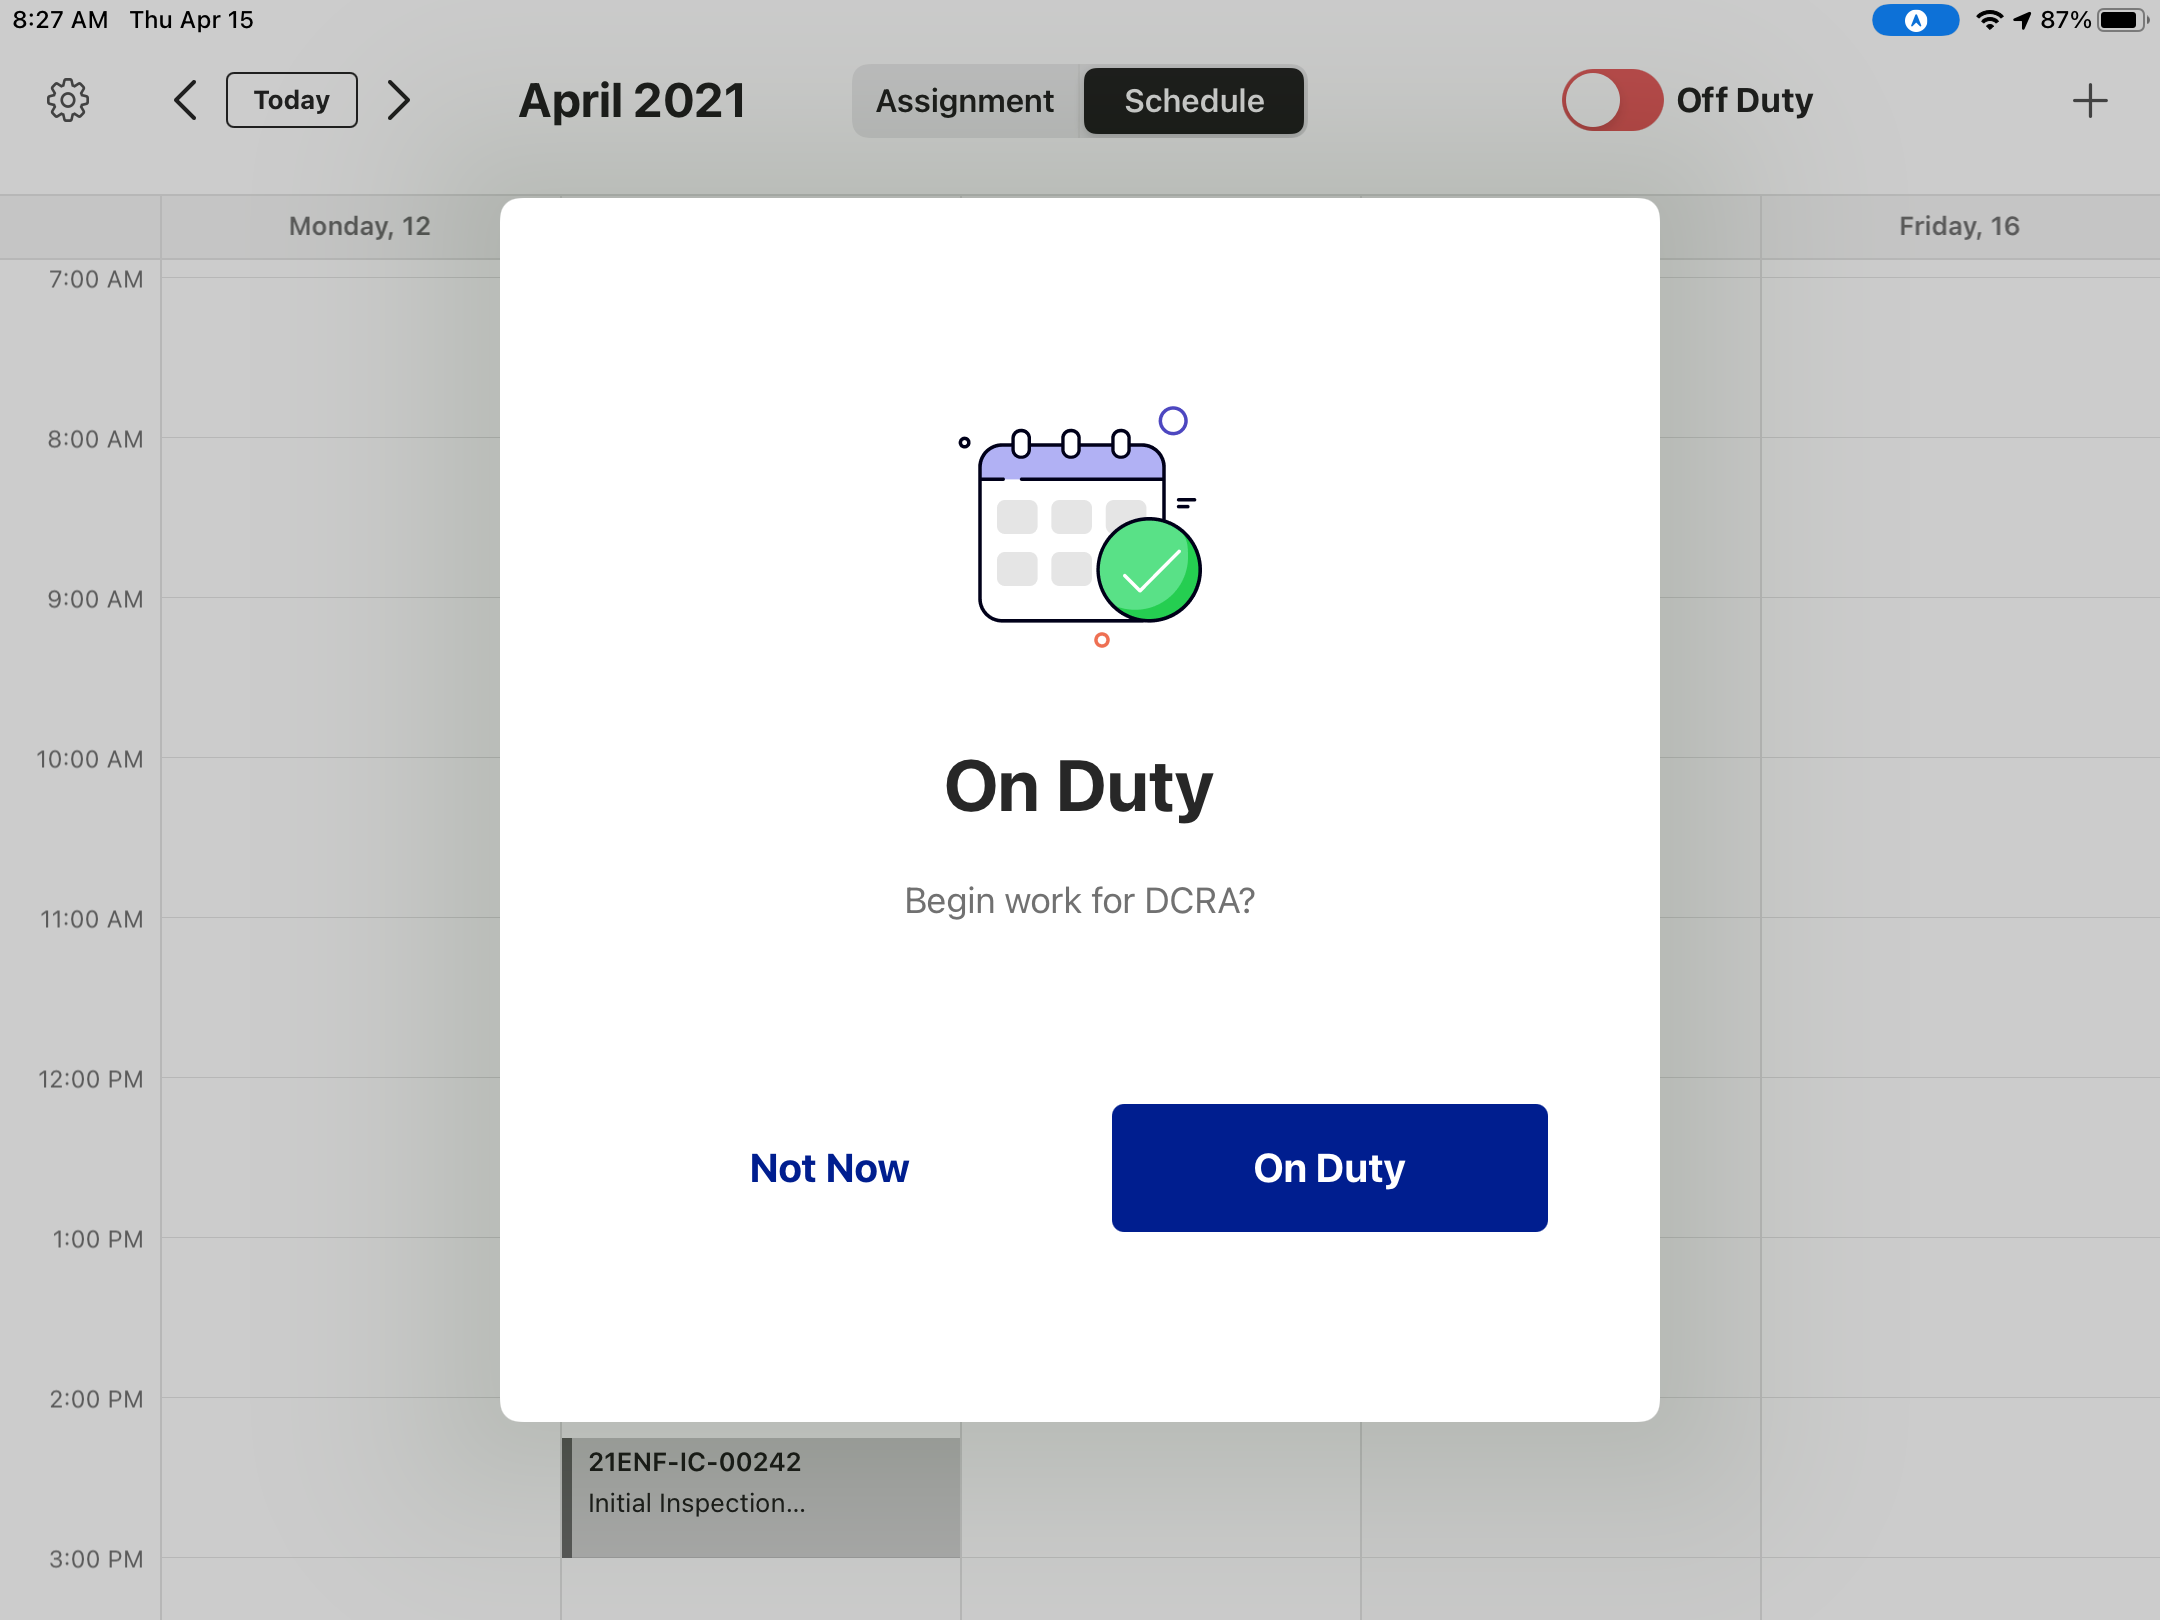 8:27 AM Thu Apr 15 87%
Today April 2021 Assignment Schedule Off Duty
Monday, 12 Friday, 16
7:00 AM
8:00 AM
9:00 AM
10:00 AM
11:00 AM
12:00 PM
1:00 PM
2:00 PM
3:00 PM
On Duty
Begin work for DCRA?
Not Now On Duty
21ENF-IC-00242
Initial Inspection...